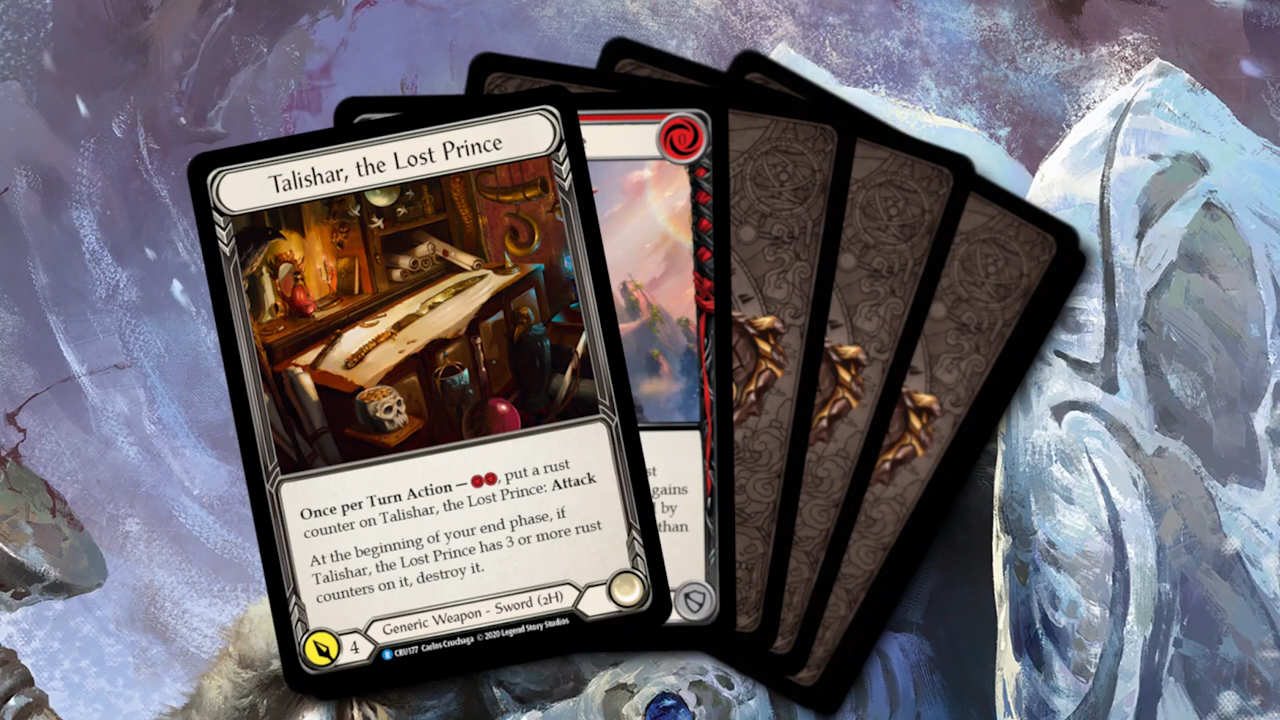 Talishar, the Lost Prince
Once per Turn Action — , put a rust
counter on Talishar, the Lost Prince: Attack
At the beginning of your end phase, if
Talishar, the Lost Prince has 3 or more rust
counters on it, destroy it.
Generic Weapon - Sword (2H)
4
R CRU177 Carlos Cruchaga © 2020 Legend Story Studios
0
gains
by
than